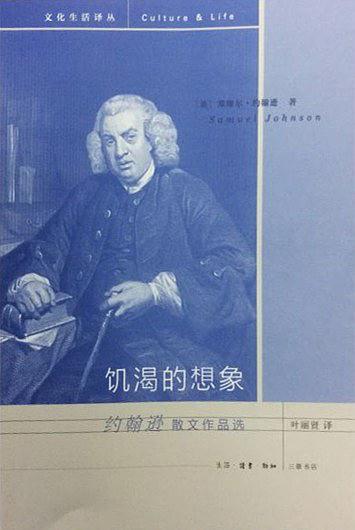 文化生活译丛 Culture & Life
［英］塞缪尔·约翰逊 著
Samuel Johnson
饥渴的想象
约翰逊 散文作品选 叶丽贤 译
生活·读书·新知 三联书店